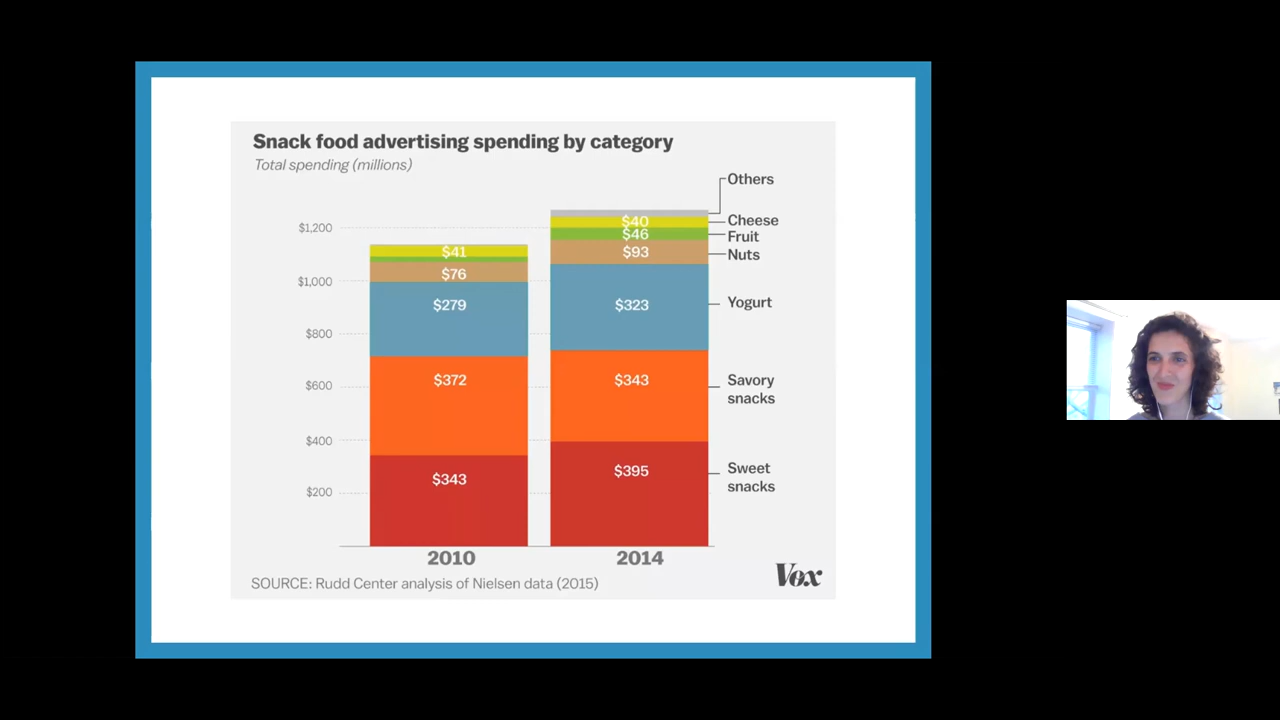 Snack food advertising spending by category
Total spending (millions)
Others
$1,200
$40
Cheese
$41
$46
Fruit
$76
$93
Nuts
$1,000
$279
$323
Yogurt
$800
$600
$372
$343
Savory
snacks
$400
$343
$395
Sweet
snacks
$200
2010
2014
SOURCE: Rudd Center analysis of Nielsen data (2015)
Vox